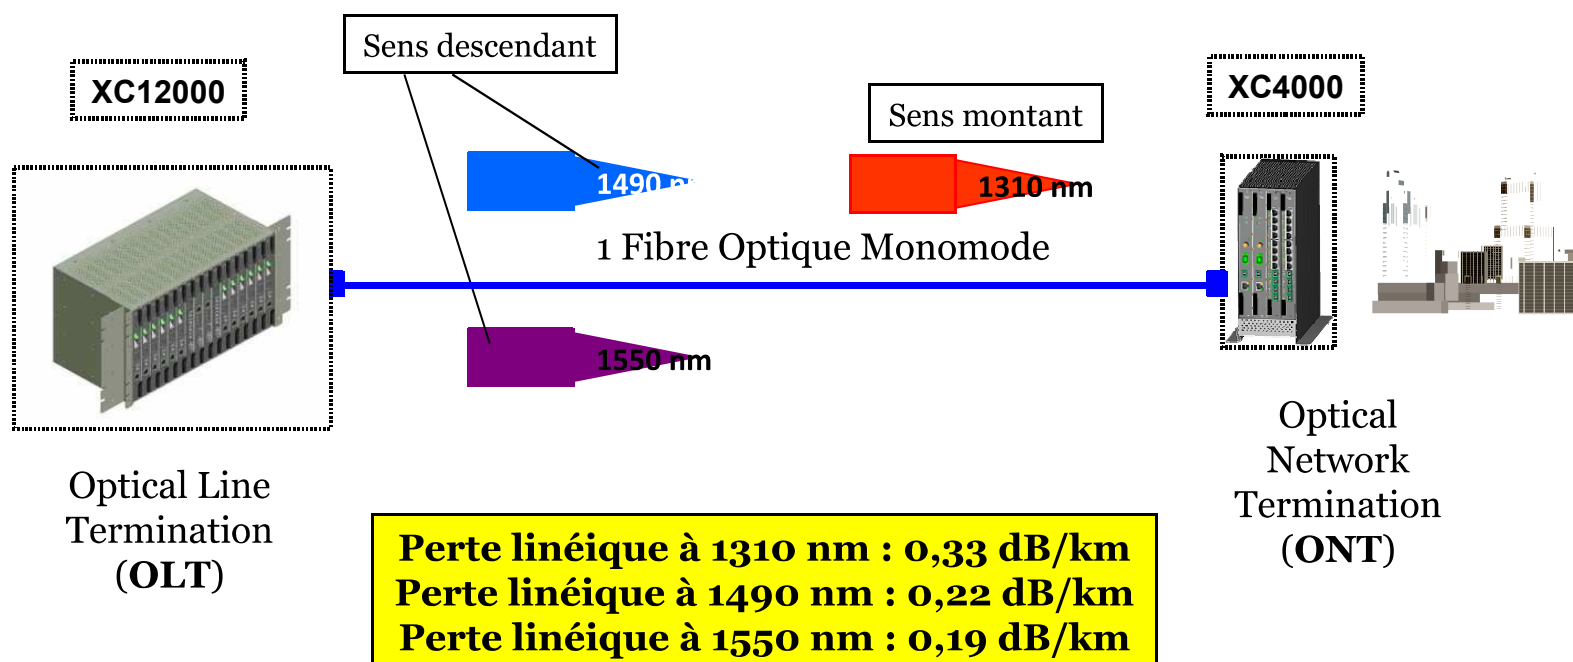 Sens descendant
XC12000
XC4000
Sens montant
1490 nm
1310 nm
1 Fibre Optique Monomode
1550 nm
Optical Line
Termination
(OLT)
Optical
Network
Termination
(ONT)
Perte linéique à 1310 nm : 0,33 dB/km
Perte linéique à 1490 nm : 0,22 dB/km
Perte linéique à 1550 nm : 0,19 dB/km